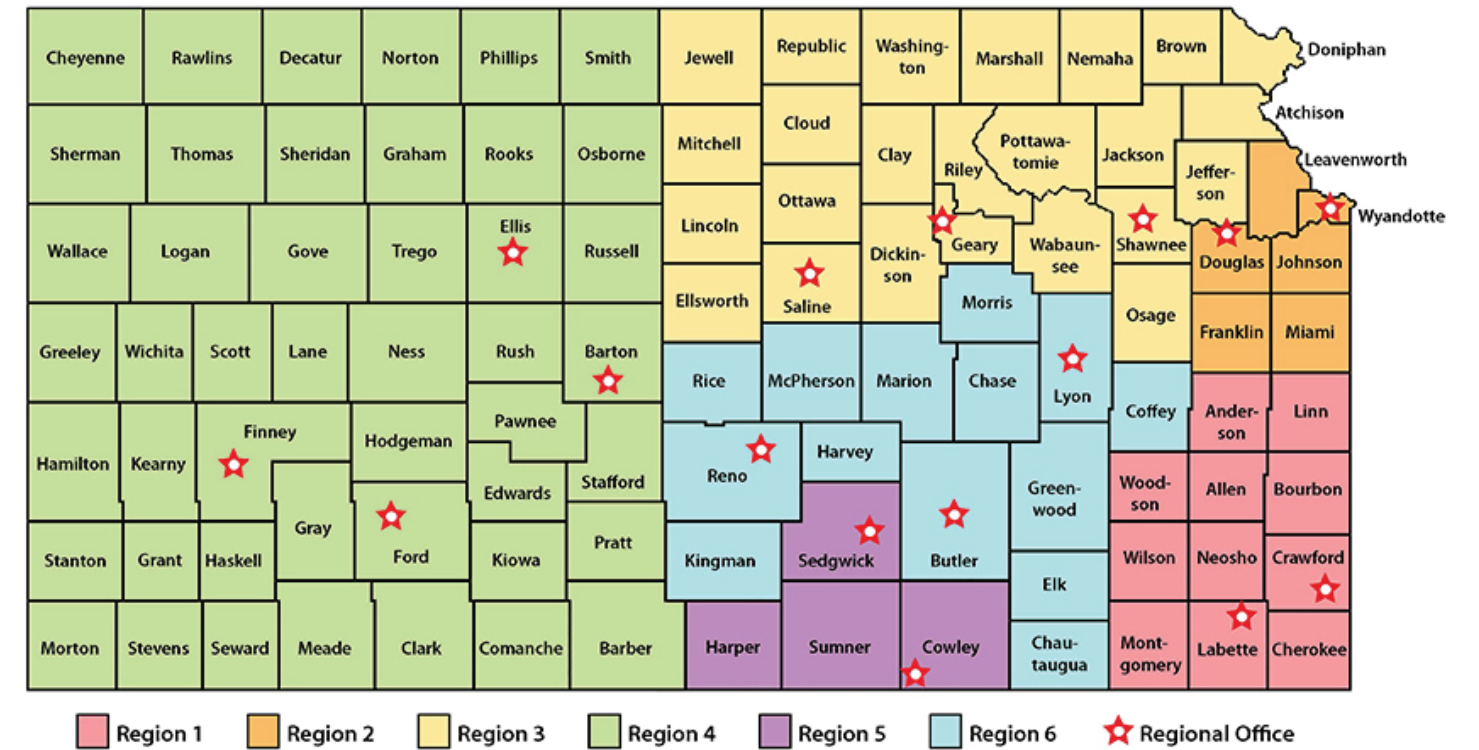 Cheyenne
Rawlins
Decatur
Norton
Phillips
Smith
Jewell
Republic
Washing-
ton
Marshall
Nemaha
Brown
Doniphan
Sherman
Thomas
Sheridan
Graham
Rooks
Osborne
Mitchell
Cloud
Clay
Riley
Pottawa-
tomie
Jackson
Atchison
Jeffer-
son
Leavenworth
Wyandotte
Wallace
Logan
Gove
Trego
Ellis
Russell
Lincoln
Ottawa
Dickin-
son
Geary
Wabaun-
see
Shawnee
Douglas
Johnson
Ellsworth
Saline
Morris
Osage
Franklin
Miami
Greeley
Wichita
Scott
Lane
Ness
Rush
Barton
Rice
McPherson
Marion
Chase
Lyon
Coffey
Ander-
son
Linn
Hamilton
Kearny
Finney
Hodgeman
Pawnee
Stafford
Reno
Harvey
Edwards
Gray
Ford
Green-
wood
Wood-
son
Allen
Bourbon
Stanton
Grant
Haskell
Kiowa
Pratt
Kingman
Sedgwick
Butler
Elk
Wilson
Neosho
Crawford
Morton
Stevens
Seward
Meade
Clark
Comanche
Barber
Harper
Sumner
Cowley
Chau-
taugua
Mont-
gomery
Labette
Cherokee
Region 1
Region 2
Region 3
Region 4
Region 5
Region 6
Regional Office